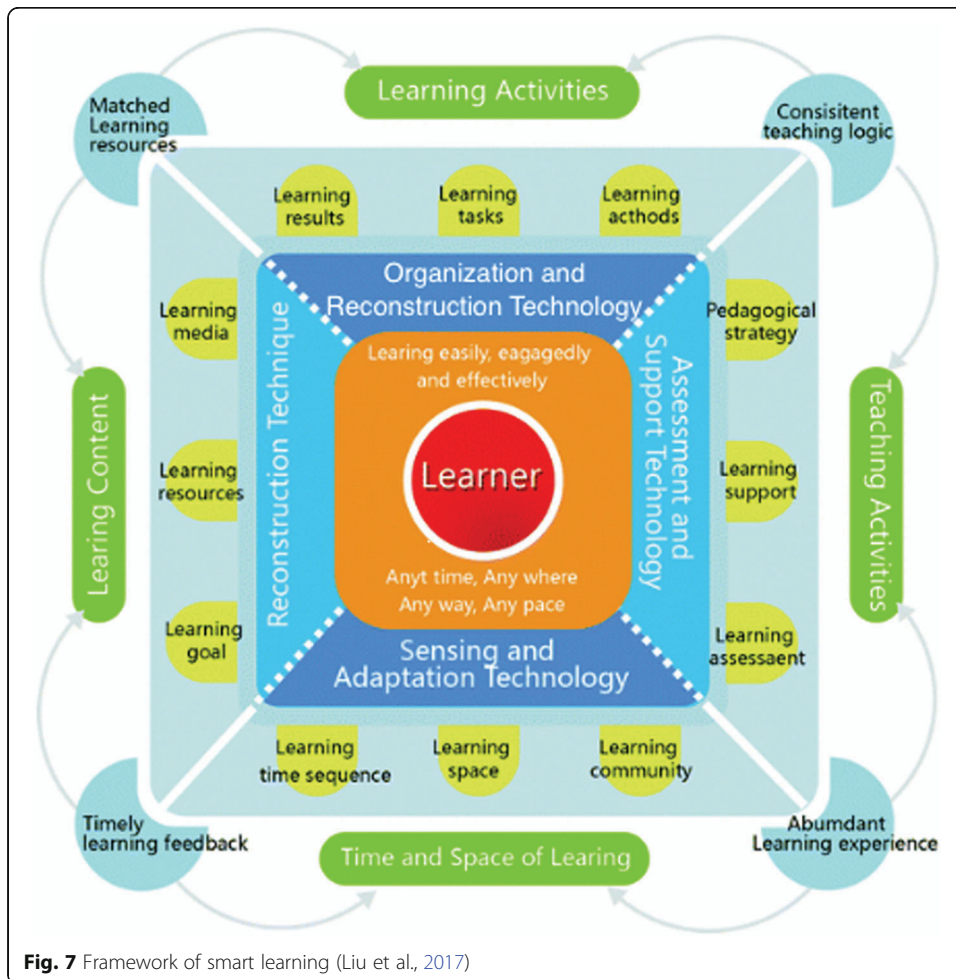 Learning Activities
Matched
Learning
resources
Consisitent
teaching logic
Learning
results
Learning
tasks
Learning
acthods
Organization and
Reconstruction Technology
Learning
media
Pedagogical
strategy
Learing easily, eagagedly
and effectively
Learing Content
Reconstruction Technique
Learning
resources
Learner
Assessment and
Support Technology
Learning
support
Teaching Activities
Anyt time, Any where
Any way, Any pace
Learning
goal
Learning
assessaent
Sensing and
Adaptation Technology
Learning
time sequence
Learning
space
Learning
community
Timely
learning feedback
Abumdant
Learning experience
Time and Space of Learing
Fig. 7 Framework of smart learning (Liu et al., 2017)